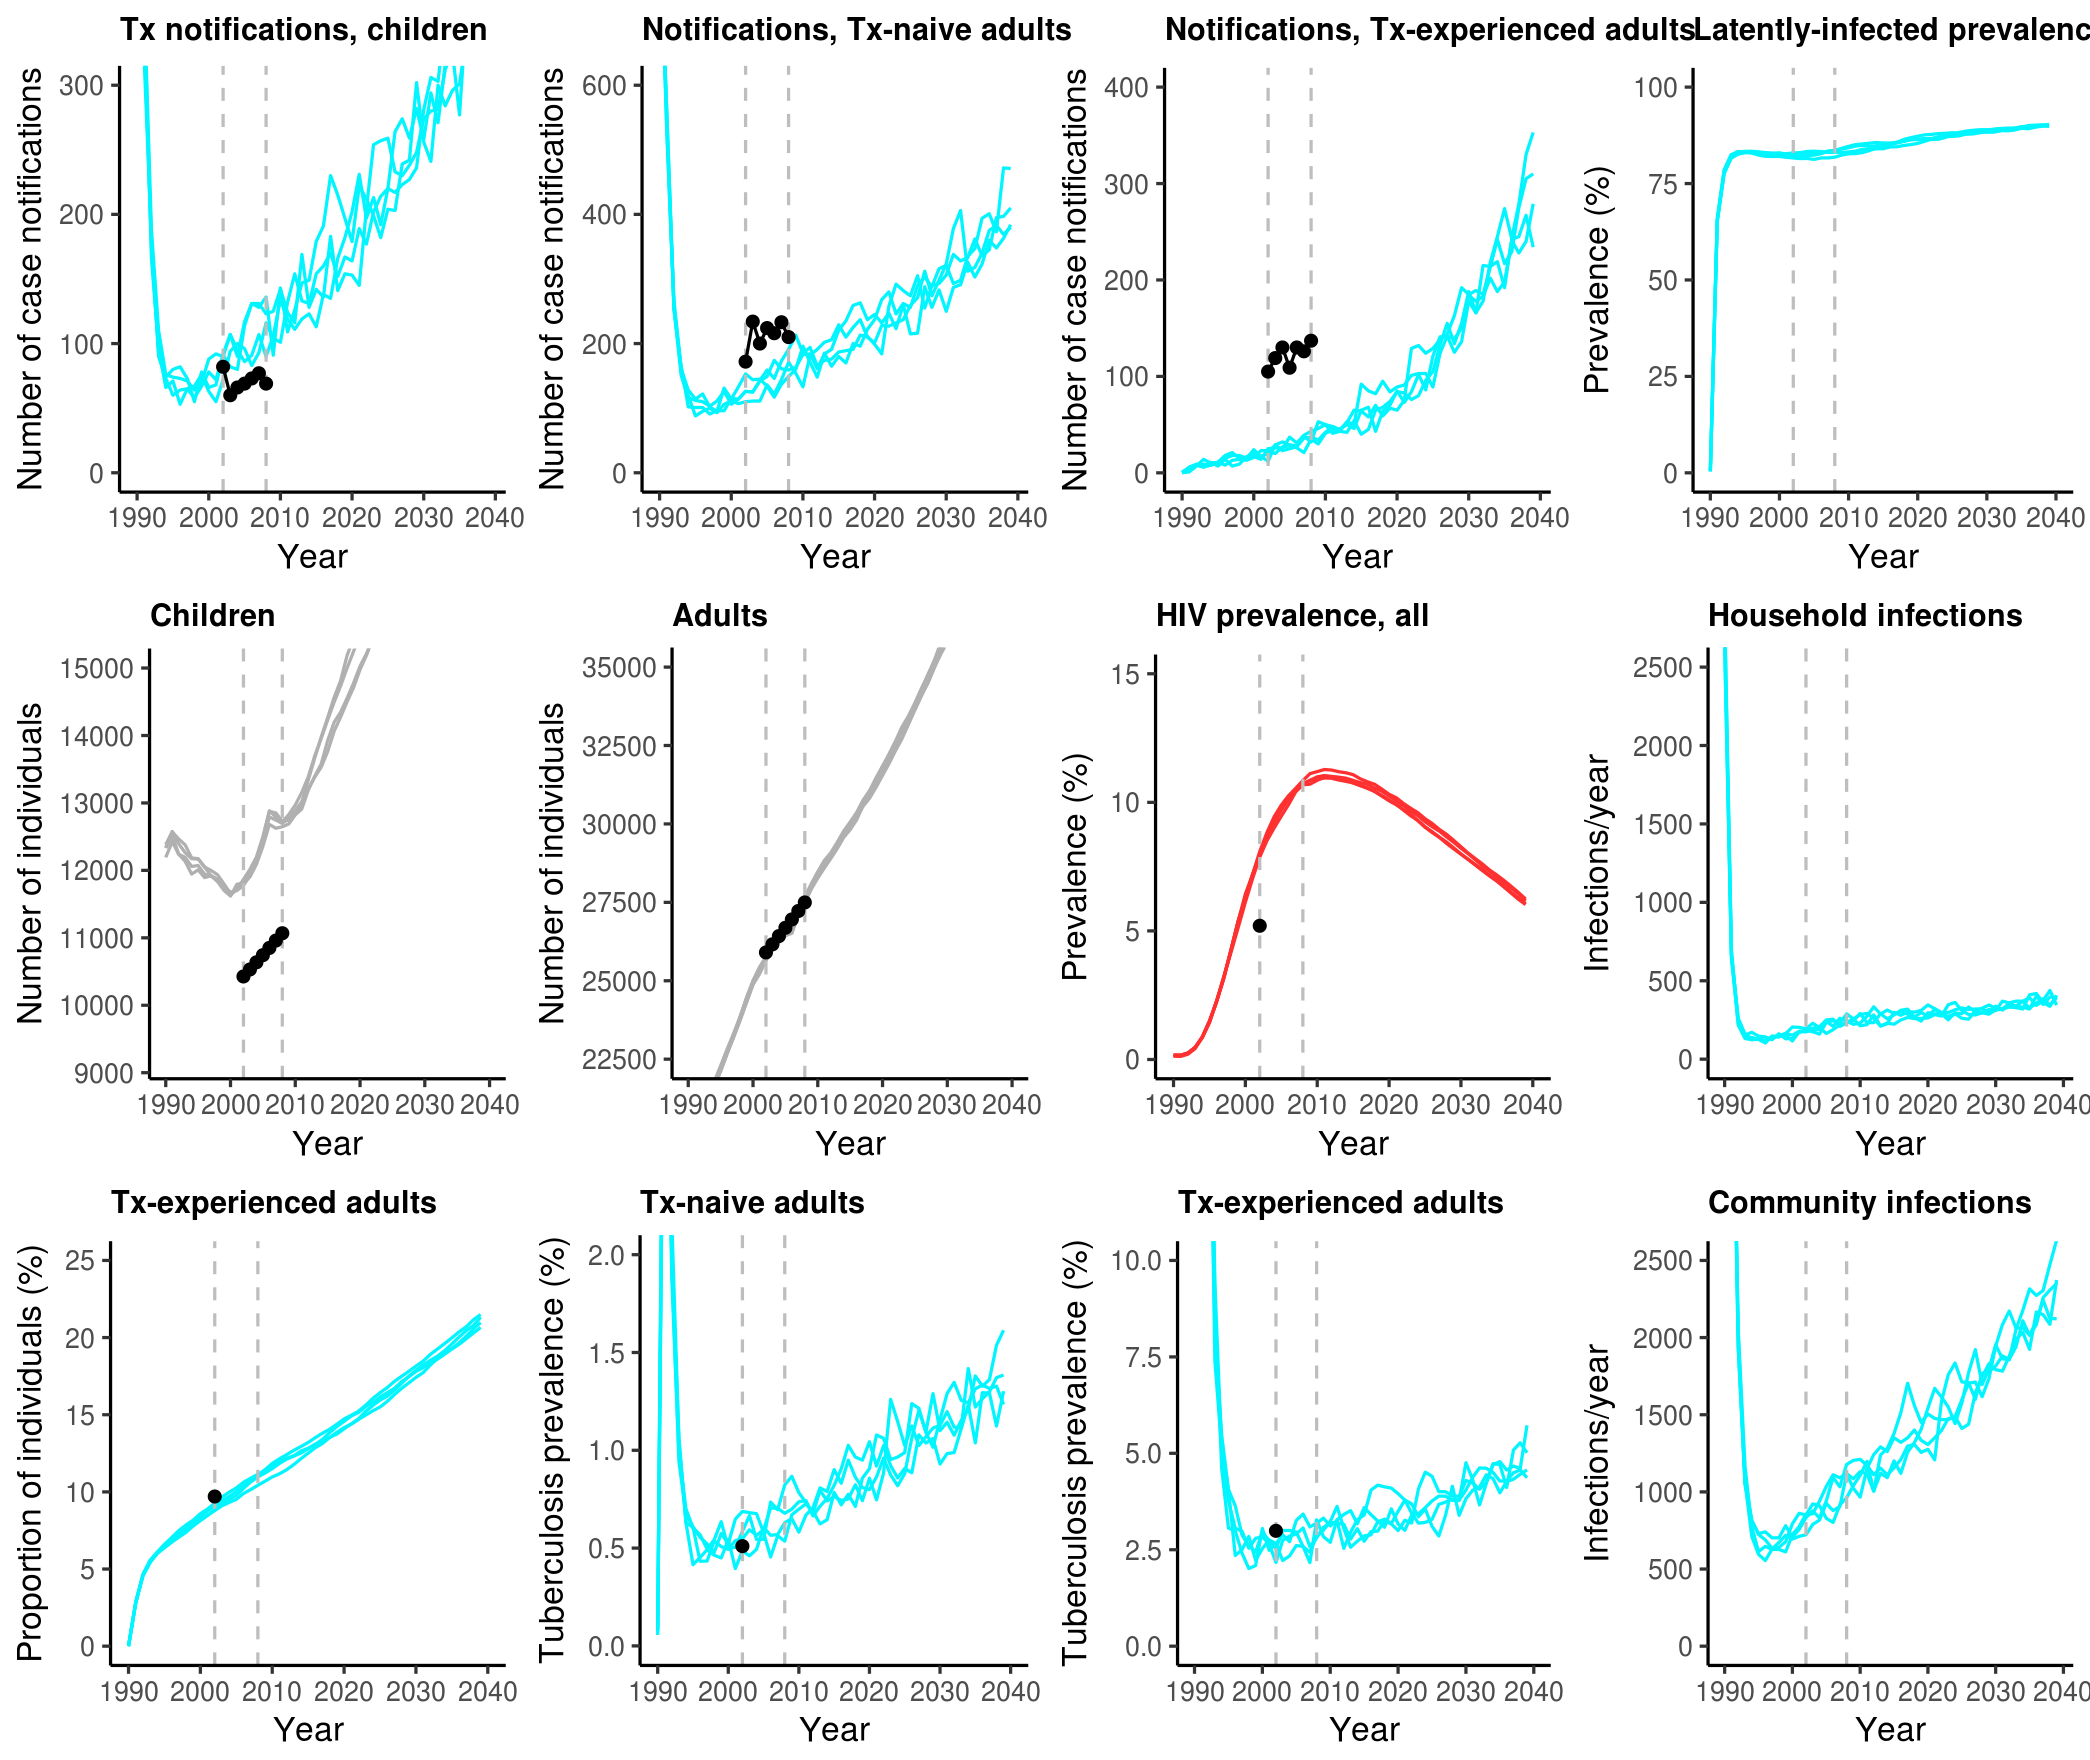 Tx notifications, children
Number of case notifications
300
200
100
0
1990 2000 2010 2020 2030 2040
Year
Notifications, Tx-naive adults
Number of case notifications
600
400
200
0
1990 2000 2010 2020 2030 2040
Year
Notifications, Tx-experienced adults
Number of case notifications
400
300
200
100
0
1990 2000 2010 2020 2030 2040
Year
Latently-infected prevalenc
Prevalence (%)
100
75
50
25
0
1990 2000 2010 2020 2030 2040
Year
Children
Number of individuals
15000
14000
13000
12000
11000
10000
9000
1990 2000 2010 2020 2030 2040
Year
Adults
Number of individuals
35000
32500
30000
27500
25000
22500
1990 2000 2010 2020 2030 2040
Year
HIV prevalence, all
Prevalence (%)
15
10
5
0
1990 2000 2010 2020 2030 2040
Year
Household infections
Infections/year
2500
2000
1500
1000
500
0
1990 2000 2010 2020 2030 2040
Year
Tx-experienced adults
Proportion of individuals (%)
25
20
15
10
5
0
1990 2000 2010 2020 2030 2040
Year
Tx-naive adults
Tuberculosis prevalence (%)
2.0
1.5
1.0
0.5
0.0
1990 2000 2010 2020 2030 2040
Year
Tx-experienced adults
Tuberculosis prevalence (%)
10.0
7.5
5.0
2.5
0.0
1990 2000 2010 2020 2030 2040
Year
Community infections
Infections/year
2500
2000
1500
1000
500
0
1990 2000 2010 2020 2030 2040
Year